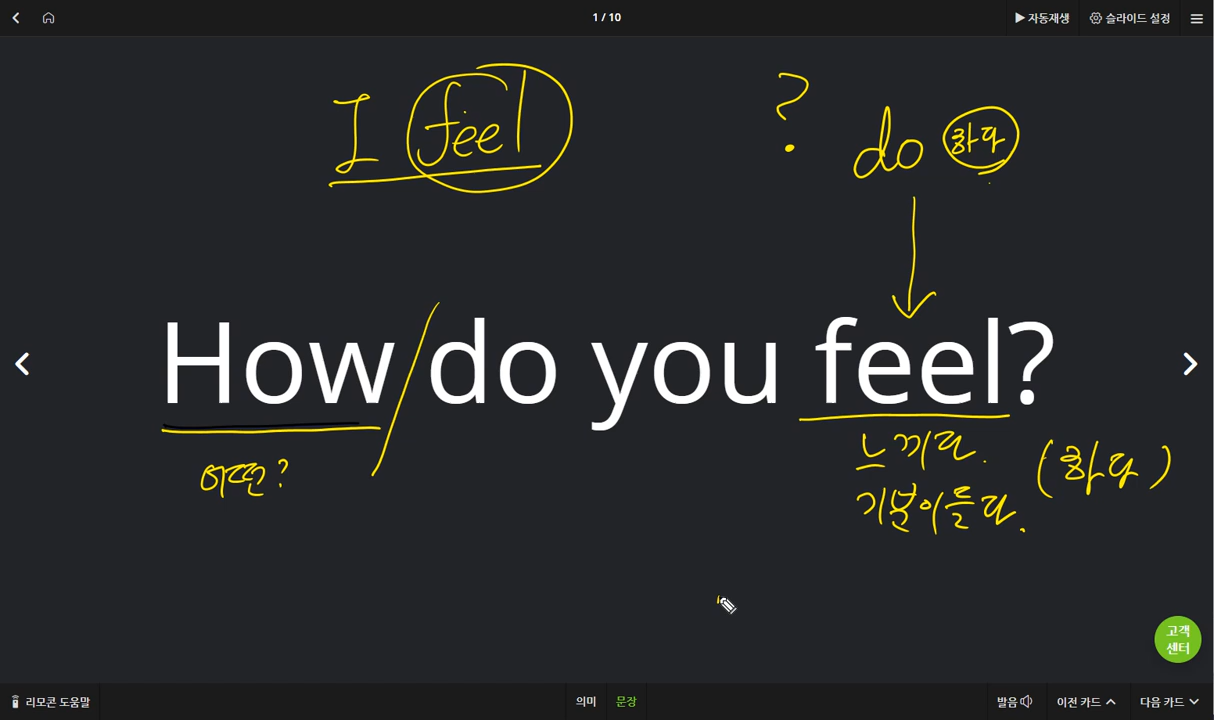 1 / 10
자동재생
슬라이드 설정
I feel
?
do 하다
How do you feel?
어떤?
느끼다.
(하다)
기분이들다.
고객
센터
리모콘 도움말
의미
문장
발음
이전 카드
다음 카드